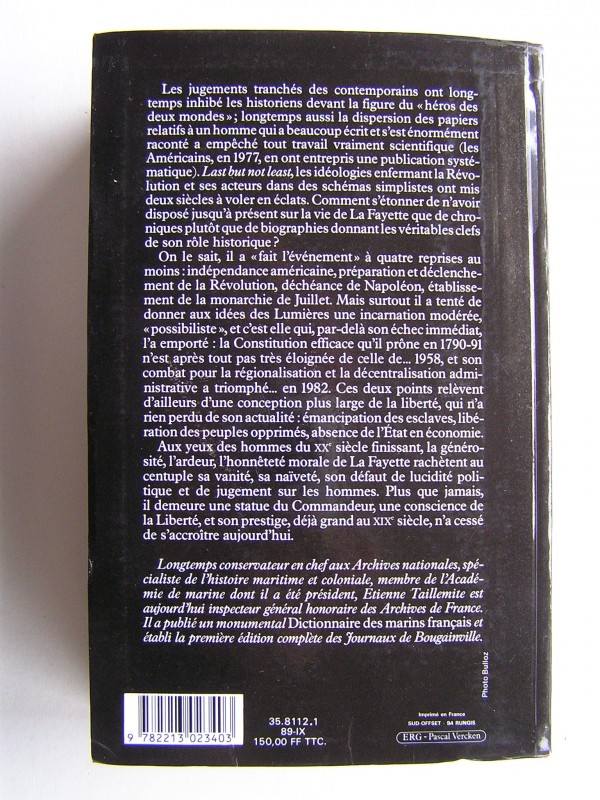 Les jugements tranchés des contemporains ont long-
temps inhibé les historiens devant la figure du « héros des
deux mondes » ; longtemps aussi la dispersion des papiers
relatifs à un homme qui a beaucoup écrit et s'est énormément
raconté a empêché tout travail vraiment scientifique (les
Américains, en 1977, en ont entrepris une publication systé-
matique). Last but not least, les idéologies enfermant la Révo-
lution et ses acteurs dans des schémas simplistes ont mis
deux siècles à voler en éclats. Comment s'étonner de n'avoir
disposé jusqu'à présent sur la vie de La Fayette que de chro-
niques plutôt que de biographies donnant les véritables clefs
de son rôle historique ?
On le sait, il a « fait l'événement » à quatre reprises au
moins : indépendance américaine, préparation et déclenche-
ment de la Révolution, déchéance de Napoléon, établis-
sement de la monarchie de Juillet. Mais surtout il a tenté de
donner aux idées des Lumières une incarnation modérée,
« possibiliste », et c'est elle qui, par-delà son échec immédiat,
l'a emporté : la Constitution efficace qu'il prône en 1790-91
n'est après tout pas très éloignée de celle de... 1958, et son
combat pour la régionalisation et la décentralisation admi-
nistrative a triomphé... en 1982. Ces deux points relèvent
d'ailleurs d'une conception plus large de la liberté, qui n'a
rien perdu de son actualité : émancipation des esclaves, libé-
ration des peuples opprimés, absence de l'État en économie.
Aux yeux des hommes du XXe siècle finissant, la géné-
rosité, l'ardeur, l'honnêteté morale de La Fayette rachètent au
centuple sa vanité, sa naïveté, son défaut de lucidité poli-
tique et de jugement sur les hommes. Plus que jamais,
il demeure une statue du Commandeur, une conscience de
la Liberté, et son prestige, déjà grand au XIXe siècle, n'a cessé
de s'accroître aujourd'hui.
Longtemps conservateur en chef aux Archives nationales, spé-
cialiste de l'histoire maritime et coloniale, membre de l'Acadé-
mie de marine dont il a été président, Etienne Taillemite est
aujourd'hui inspecteur général honoraire des Archives de France.
Il a publié un monumental Dictionnaire des marins français et
établi la première édition complète des Journaux de Bougainville.
Photo Bulloz
9 782213 023403
35.8112.1
89-IX
150,00 FF TTC.
Imprimé en France
SUD-OFFSET - 94 RUNGIS
ERG - Pascal Vercken